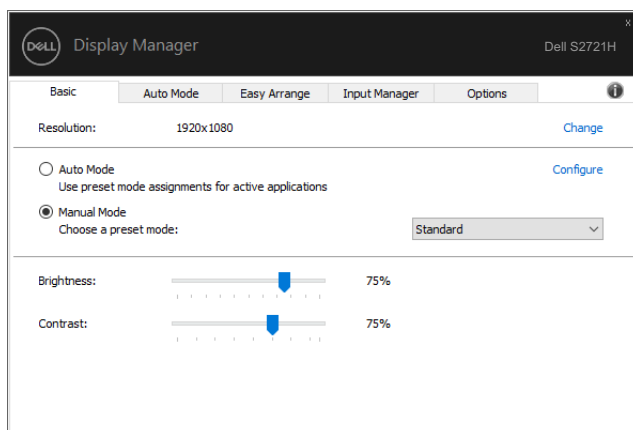 x
DELL Display Manager Dell S2721H
Basic Auto Mode Easy Arrange Input Manager Options i
Resolution: 1920x1080 Change
Auto Mode Configure
Use preset mode assignments for active applications
Manual Mode
Choose a preset mode: Standard
Brightness: 75%
Contrast: 75%